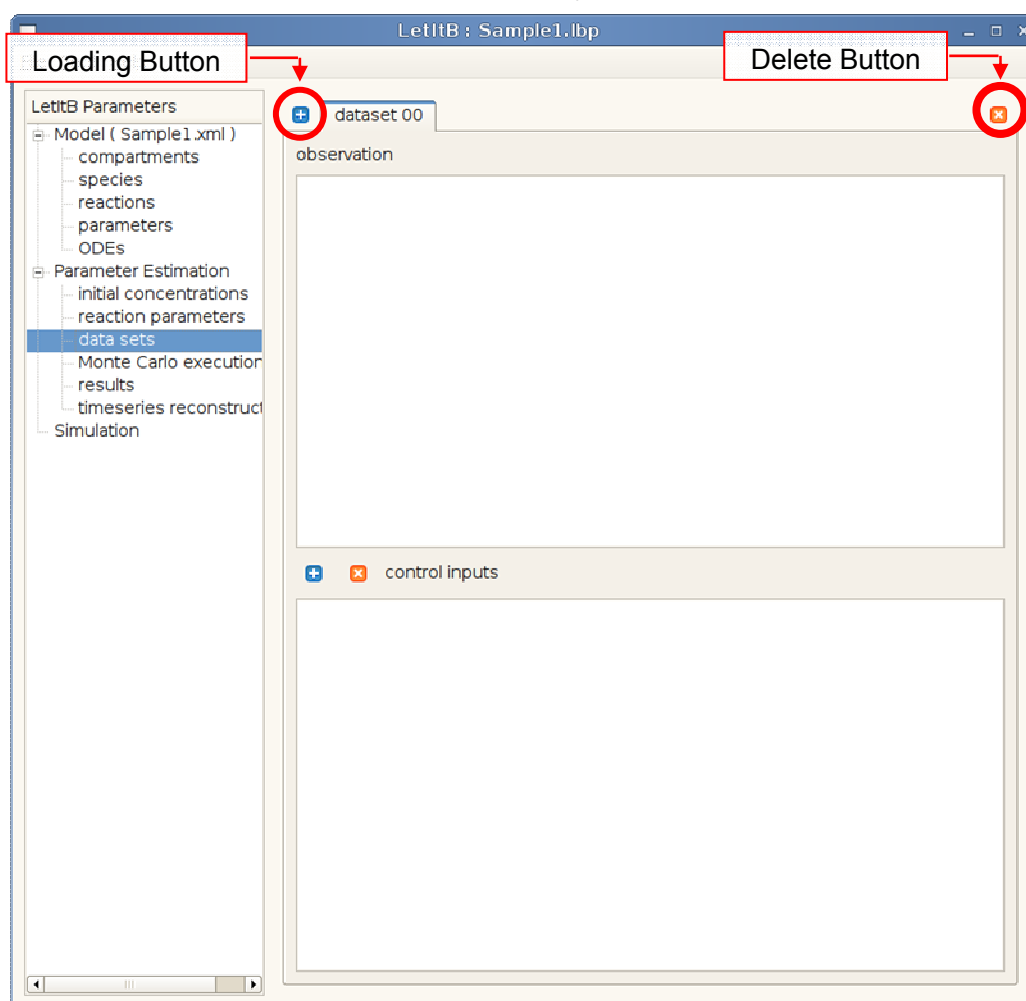 LetItB : Sample1.lbp
Loading Button
Delete Button
LetItB Parameters
Model ( Sample1.xml )
compartments
species
reactions
parameters
ODEs
Parameter Estimation
initial concentrations
reaction parameters
data sets
Monte Carlo execution
results
timeseries reconstruct
Simulation
dataset 00
observation
control inputs